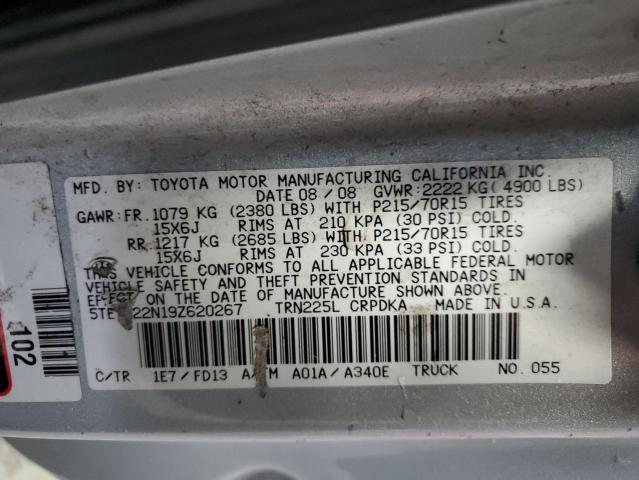 MFD. BY: TOYOTA MOTOR MANUFACTURING CALIFORNIA INC.
DATE 08/08 GVWR: 2222 KG ( 4900 LBS)
GAWR: FR. 1079 KG (2380 LBS) WITH P215/70R15 TIRES
15X6J RIMS AT 210 KPA (30 PSI) COLD.
RR. 1217 KG (2685 LBS) WITH P215/70R15 TIRES
15X6J RIMS AT 230 KPA (33 PSI) COLD.
THIS VEHICLE CONFORMS TO ALL APPLICABLE FEDERAL MOTOR
VEHICLE SAFETY AND THEFT PREVENTION STANDARDS IN
EFFECT ON THE DATE OF MANUFACTURE SHOWN ABOVE.
TRN225L CRPDKA MADE IN U.S.A.
C/TR 1E7/FD13 A01A/A340E TRUCK NO. 055
102